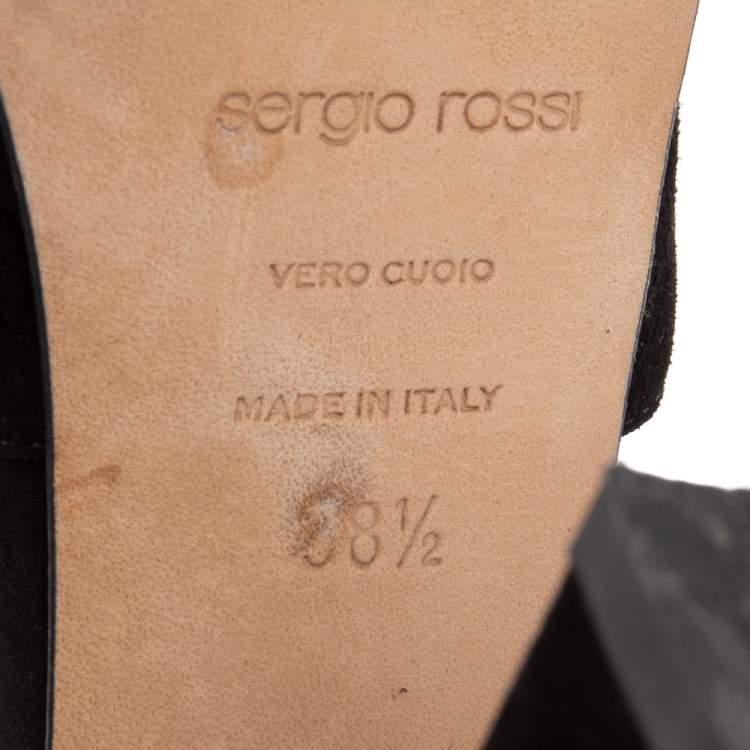 sergio rossi
VERO CUOIO
MADE IN ITALY
38½